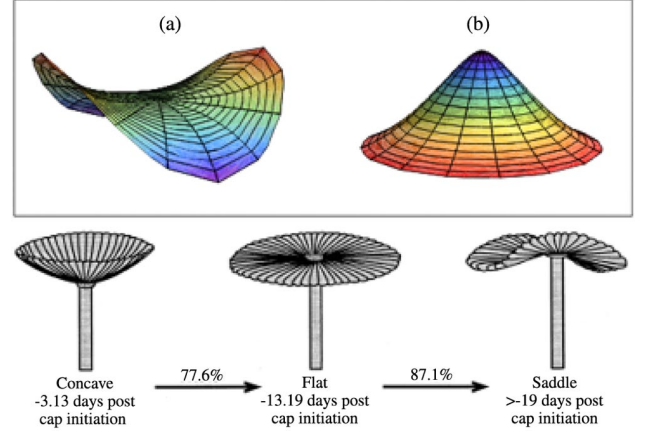 (a)
(b)
77.6%
87.1%
Concave
-3.13 days post
cap initiation
Flat
-13.19 days post
cap initiation
Saddle
>-19 days post
cap initiation